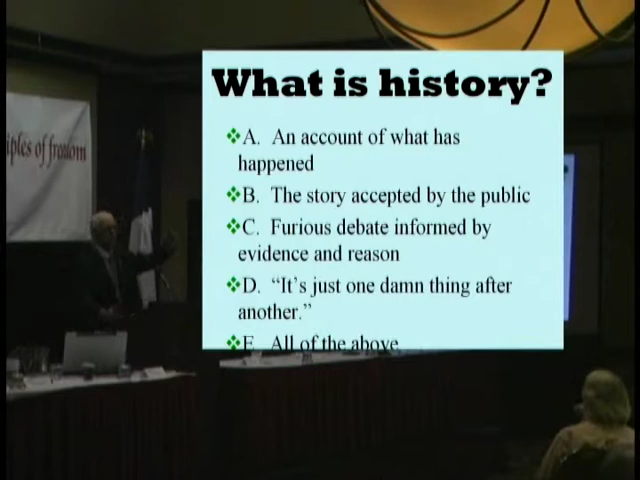 What is history?
iples of freedom
❖A. An account of what has
happened
❖B. The story accepted by the public
❖C. Furious debate informed by
evidence and reason
❖D. “It’s just one damn thing after
another.”
❖E. All of the above